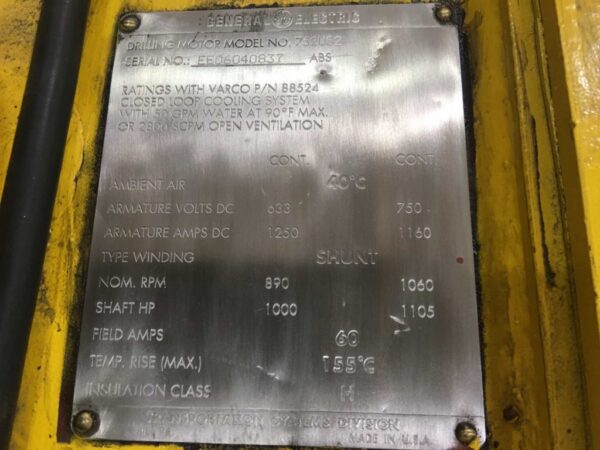 GENERAL GE ELECTRIC
DRILLING MOTOR MODEL NO. 752US2
SERIAL NO.: ABS
RATINGS WITH VARCO P/N 88524
CLOSED LOOP COOLING SYSTEM
WITH 50 GPM WATER AT 90°F MAX.
OR 2800 SCFM OPEN VENTILATION
CONT. CONT.
AMBIENT AIR 40°C
ARMATURE VOLTS DC 633 750
ARMATURE AMPS DC 1250 1160
TYPE WINDING SHUNT
NOM. RPM 890 1060
SHAFT HP 1000 1105
FIELD AMPS 60
TEMP. RISE (MAX.) 155°C
INSULATION CLASS H
TRANSPORTATION SYSTEMS DIVISION
MADE IN U.S.A.